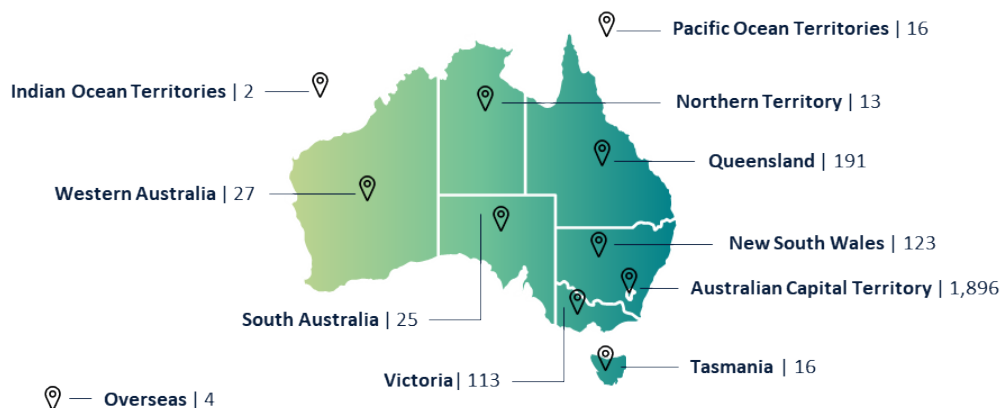 Pacific Ocean Territories | 16
Indian Ocean Territories | 2
Northern Territory | 13
Queensland | 191
Western Australia | 27
New South Wales | 123
Australian Capital Territory | 1,896
South Australia | 25
Tasmania | 16
Victoria| 113
Overseas | 4